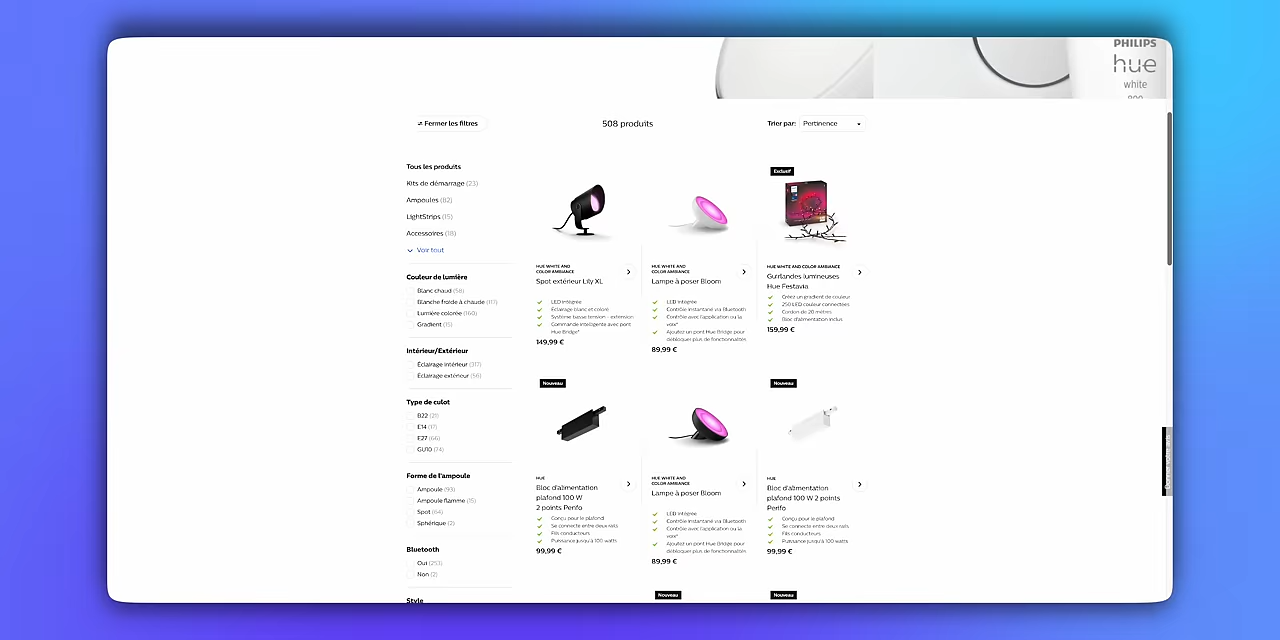 PHILIPS
hue
white
800
Fermer les filtres
508 produits
Trier par:
Pertinence
Tous les produits
Kits de démarrage (23)
Ampoules (82)
LightStrips (15)
Accessoires (18)
Voir tout
Couleur de lumière
Blanc chaud (58)
Blanche froide à chaude (117)
Lumière colorée (160)
Gradient (15)
Intérieur/Extérieur
Éclairage intérieur (317)
Éclairage extérieur (56)
Type de culot
B22 (21)
E14 (17)
E27 (66)
GU10 (74)
Forme de l'ampoule
Ampoule (93)
Ampoule flamme (15)
Spot (64)
Sphérique (2)
Bluetooth
Oui (253)
Non (2)
Style
HUE WHITE AND
COLOR AMBIANCE
Spot extérieur Lily XL
LED intégrée
Éclairage blanc et coloré
Système basse tension - extension
Commande intelligente avec pont
Hue Bridge*
149,99 €
HUE WHITE AND
COLOR AMBIANCE
Lampe à poser Bloom
LED intégrée
Contrôle instantané via Bluetooth
Contrôle avec l'application ou la
voix*
Ajoutez un pont Hue Bridge pour
débloquer plus de fonctionnalités
89,99 €
Exclusif
HUE WHITE AND COLOR AMBIANCE
Guirlandes lumineuses
Hue Festavia
Créez un gradient de couleur
250 LED couleur connectées
Cordon de 20 mètres
Bloc d'alimentation inclus
159,99 €
Nouveau
HUE
Bloc d'alimentation
plafond 100 W
2 points Perifo
Conçu pour le plafond
Se connecte entre deux rails
Fils conducteurs
Puissance jusqu'à 100 watts
99,99 €
HUE WHITE AND
COLOR AMBIANCE
Lampe à poser Bloom
LED intégrée
Contrôle instantané via Bluetooth
Contrôle avec l'application ou la
voix*
Ajoutez un pont Hue Bridge pour
débloquer plus de fonctionnalités
89,99 €
Nouveau
HUE
Bloc d'alimentation
plafond 100 W 2 points
Perifo
Conçu pour le plafond
Se connecte entre deux rails
Fils conducteurs
Puissance jusqu'à 100 watts
99,99 €
Nouveau
Nouveau
Donner votre avis